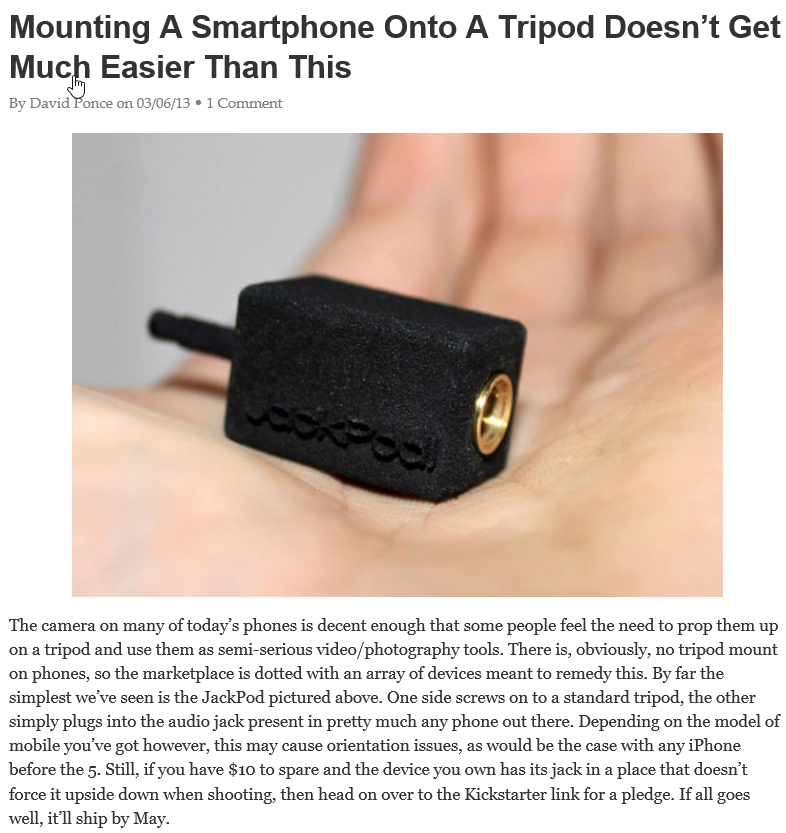 Mounting A Smartphone Onto A Tripod Doesn’t Get
Much Easier Than This
By David Ponce on 03/06/13 • 1 Comment
JackPod
The camera on many of today’s phones is decent enough that some people feel the need to prop them up
on a tripod and use them as semi-serious video/photography tools. There is, obviously, no tripod mount
on phones, so the marketplace is dotted with an array of devices meant to remedy this. By far the
simplest we’ve seen is the JackPod pictured above. One side screws on to a standard tripod, the other
simply plugs into the audio jack present in pretty much any phone out there. Depending on the model of
mobile you’ve got however, this may cause orientation issues, as would be the case with any iPhone
before the 5. Still, if you have $10 to spare and the device you own has its jack in a place that doesn’t
force it upside down when shooting, then head on over to the Kickstarter link for a pledge. If all goes
well, it’ll ship by May.